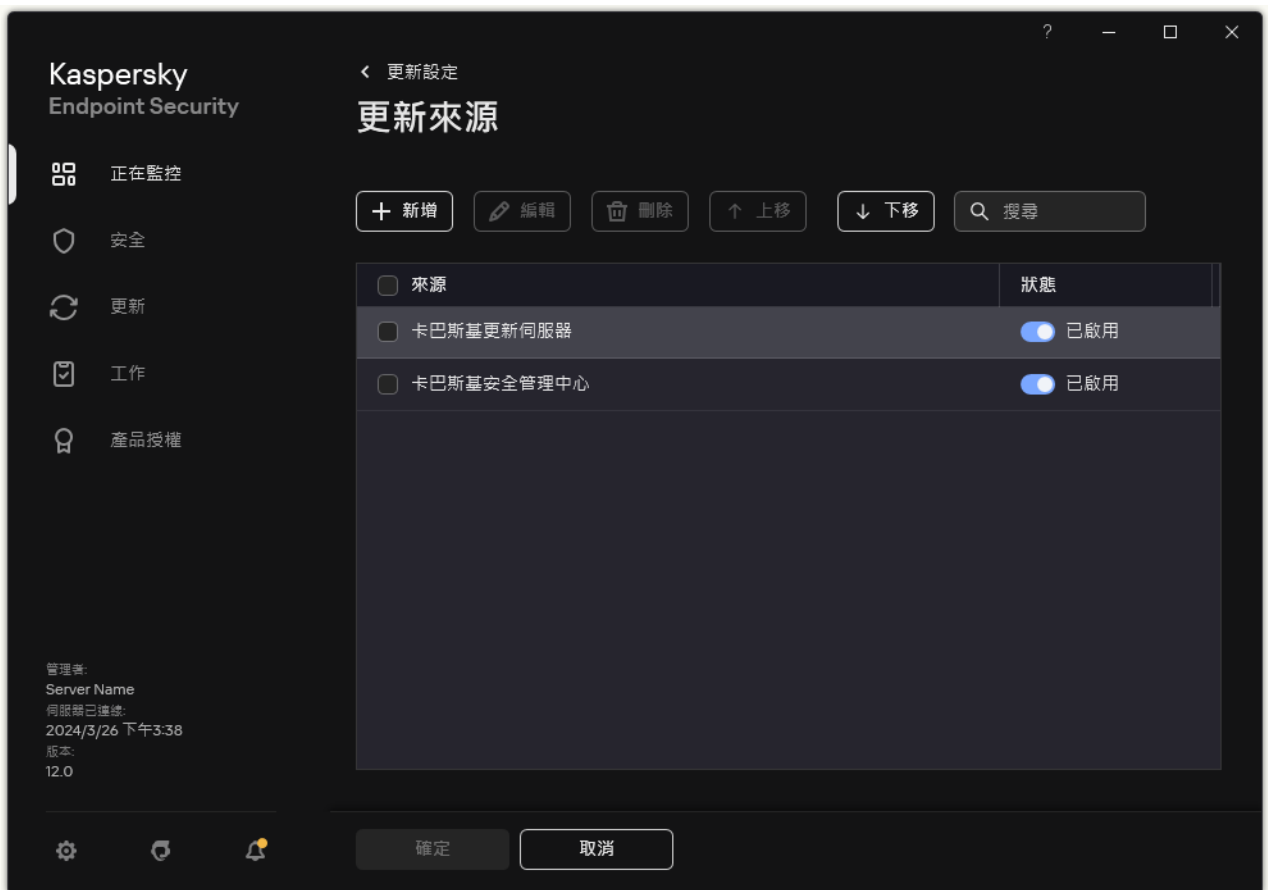 ?
Kaspersky
Endpoint Security
正在監控
安全
更新
工作
產品授權
管理者:
Server Name
伺服器已連線:
2024/3/26 下午3:38
版本:
12.0
更新設定
更新來源
新增 編輯 刪除 上移 下移 搜尋
來源 狀態
卡巴斯基更新伺服器 已啟用
卡巴斯基安全管理中心 已啟用
確定 取消